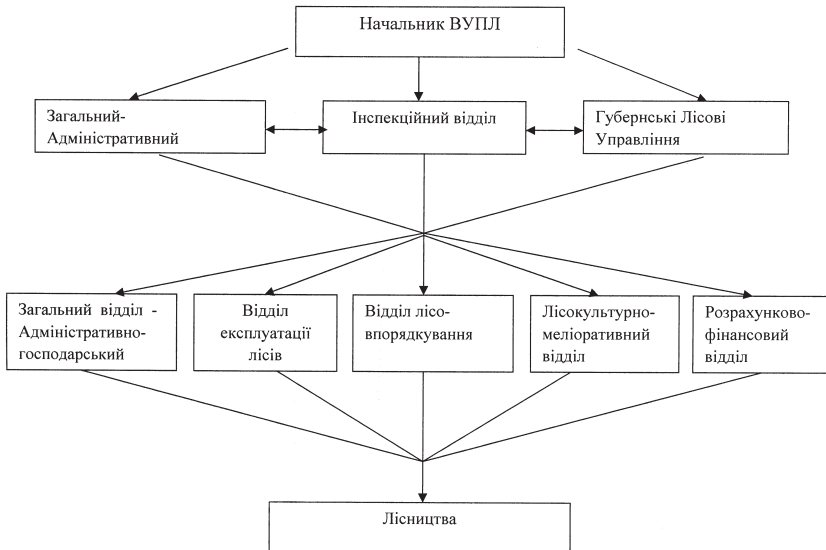 Начальник ВУПЛ
Загальний-
Адміністративний
Інспекційний відділ
Губернські Лісові
Управління
Загальний відділ -
Адміністративно-
господарський
Відділ
експлуатації
лісів
Відділ лісо-
впорядкування
Лісокультурно-
меліоративний
відділ
Розрахунково-
фінансовий
відділ
Лісництва